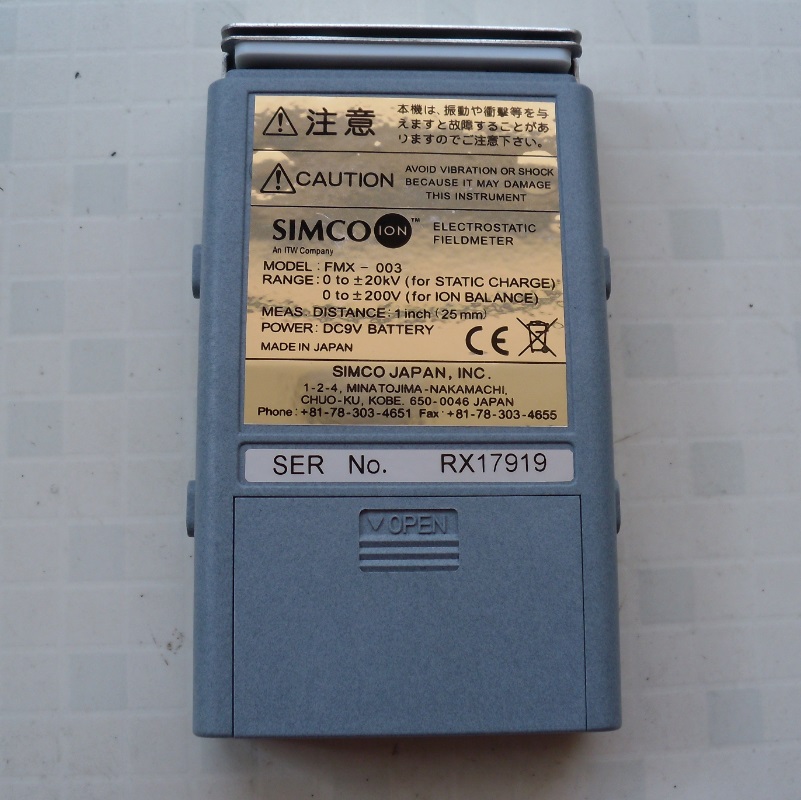 注意
本機は、振動や衝撃等を与
えますと故障することがあ
りますのでご注意下さい。
CAUTION
AVOID VIBRATION OR SHOCK
BECAUSE IT MAY DAMAGE
THIS INSTRUMENT
SIMCO ION™
An ITW Company
ELECTROSTATIC
FIELDMETER
MODEL : FMX - 003
RANGE: 0 to ±20kV (for STATIC CHARGE)
0 to ±200V (for ION BALANCE)
MEAS. DISTANCE: 1 inch (25mm)
POWER: DC9V BATTERY
MADE IN JAPAN
CE
SIMCO JAPAN, INC.
1-2-4, MINATOJIMA-NAKAMACHI,
CHUO-KU, KOBE. 650-0046 JAPAN
Phone: +81-78-303-4651 Fax: +81-78-303-4655
SER No. RX17919
OPEN